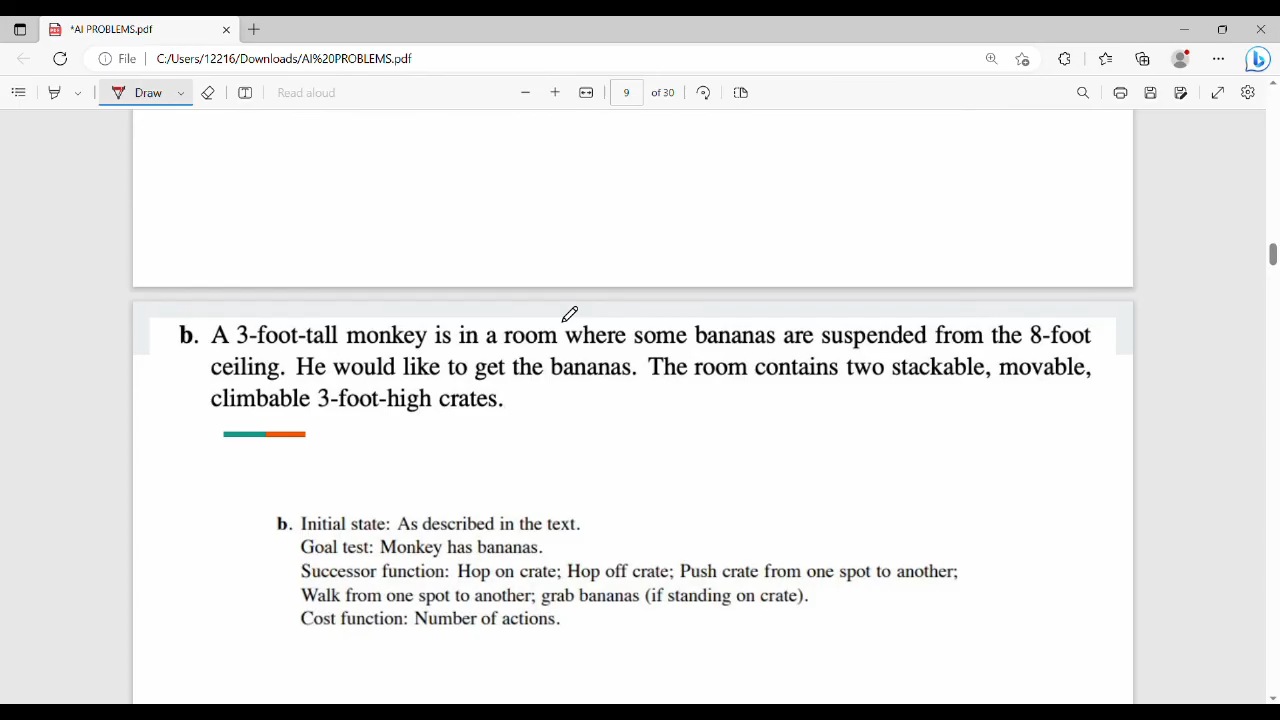 *AI PROBLEMS.pdf
File C:/Users/12216/Downloads/AI%20PROBLEMS.pdf
Draw Read aloud 9 of 30
b. A 3-foot-tall monkey is in a room where some bananas are suspended from the 8-foot
ceiling. He would like to get the bananas. The room contains two stackable, movable,
climbable 3-foot-high crates.
b. Initial state: As described in the text.
Goal test: Monkey has bananas.
Successor function: Hop on crate; Hop off crate; Push crate from one spot to another;
Walk from one spot to another; grab bananas (if standing on crate).
Cost function: Number of actions.